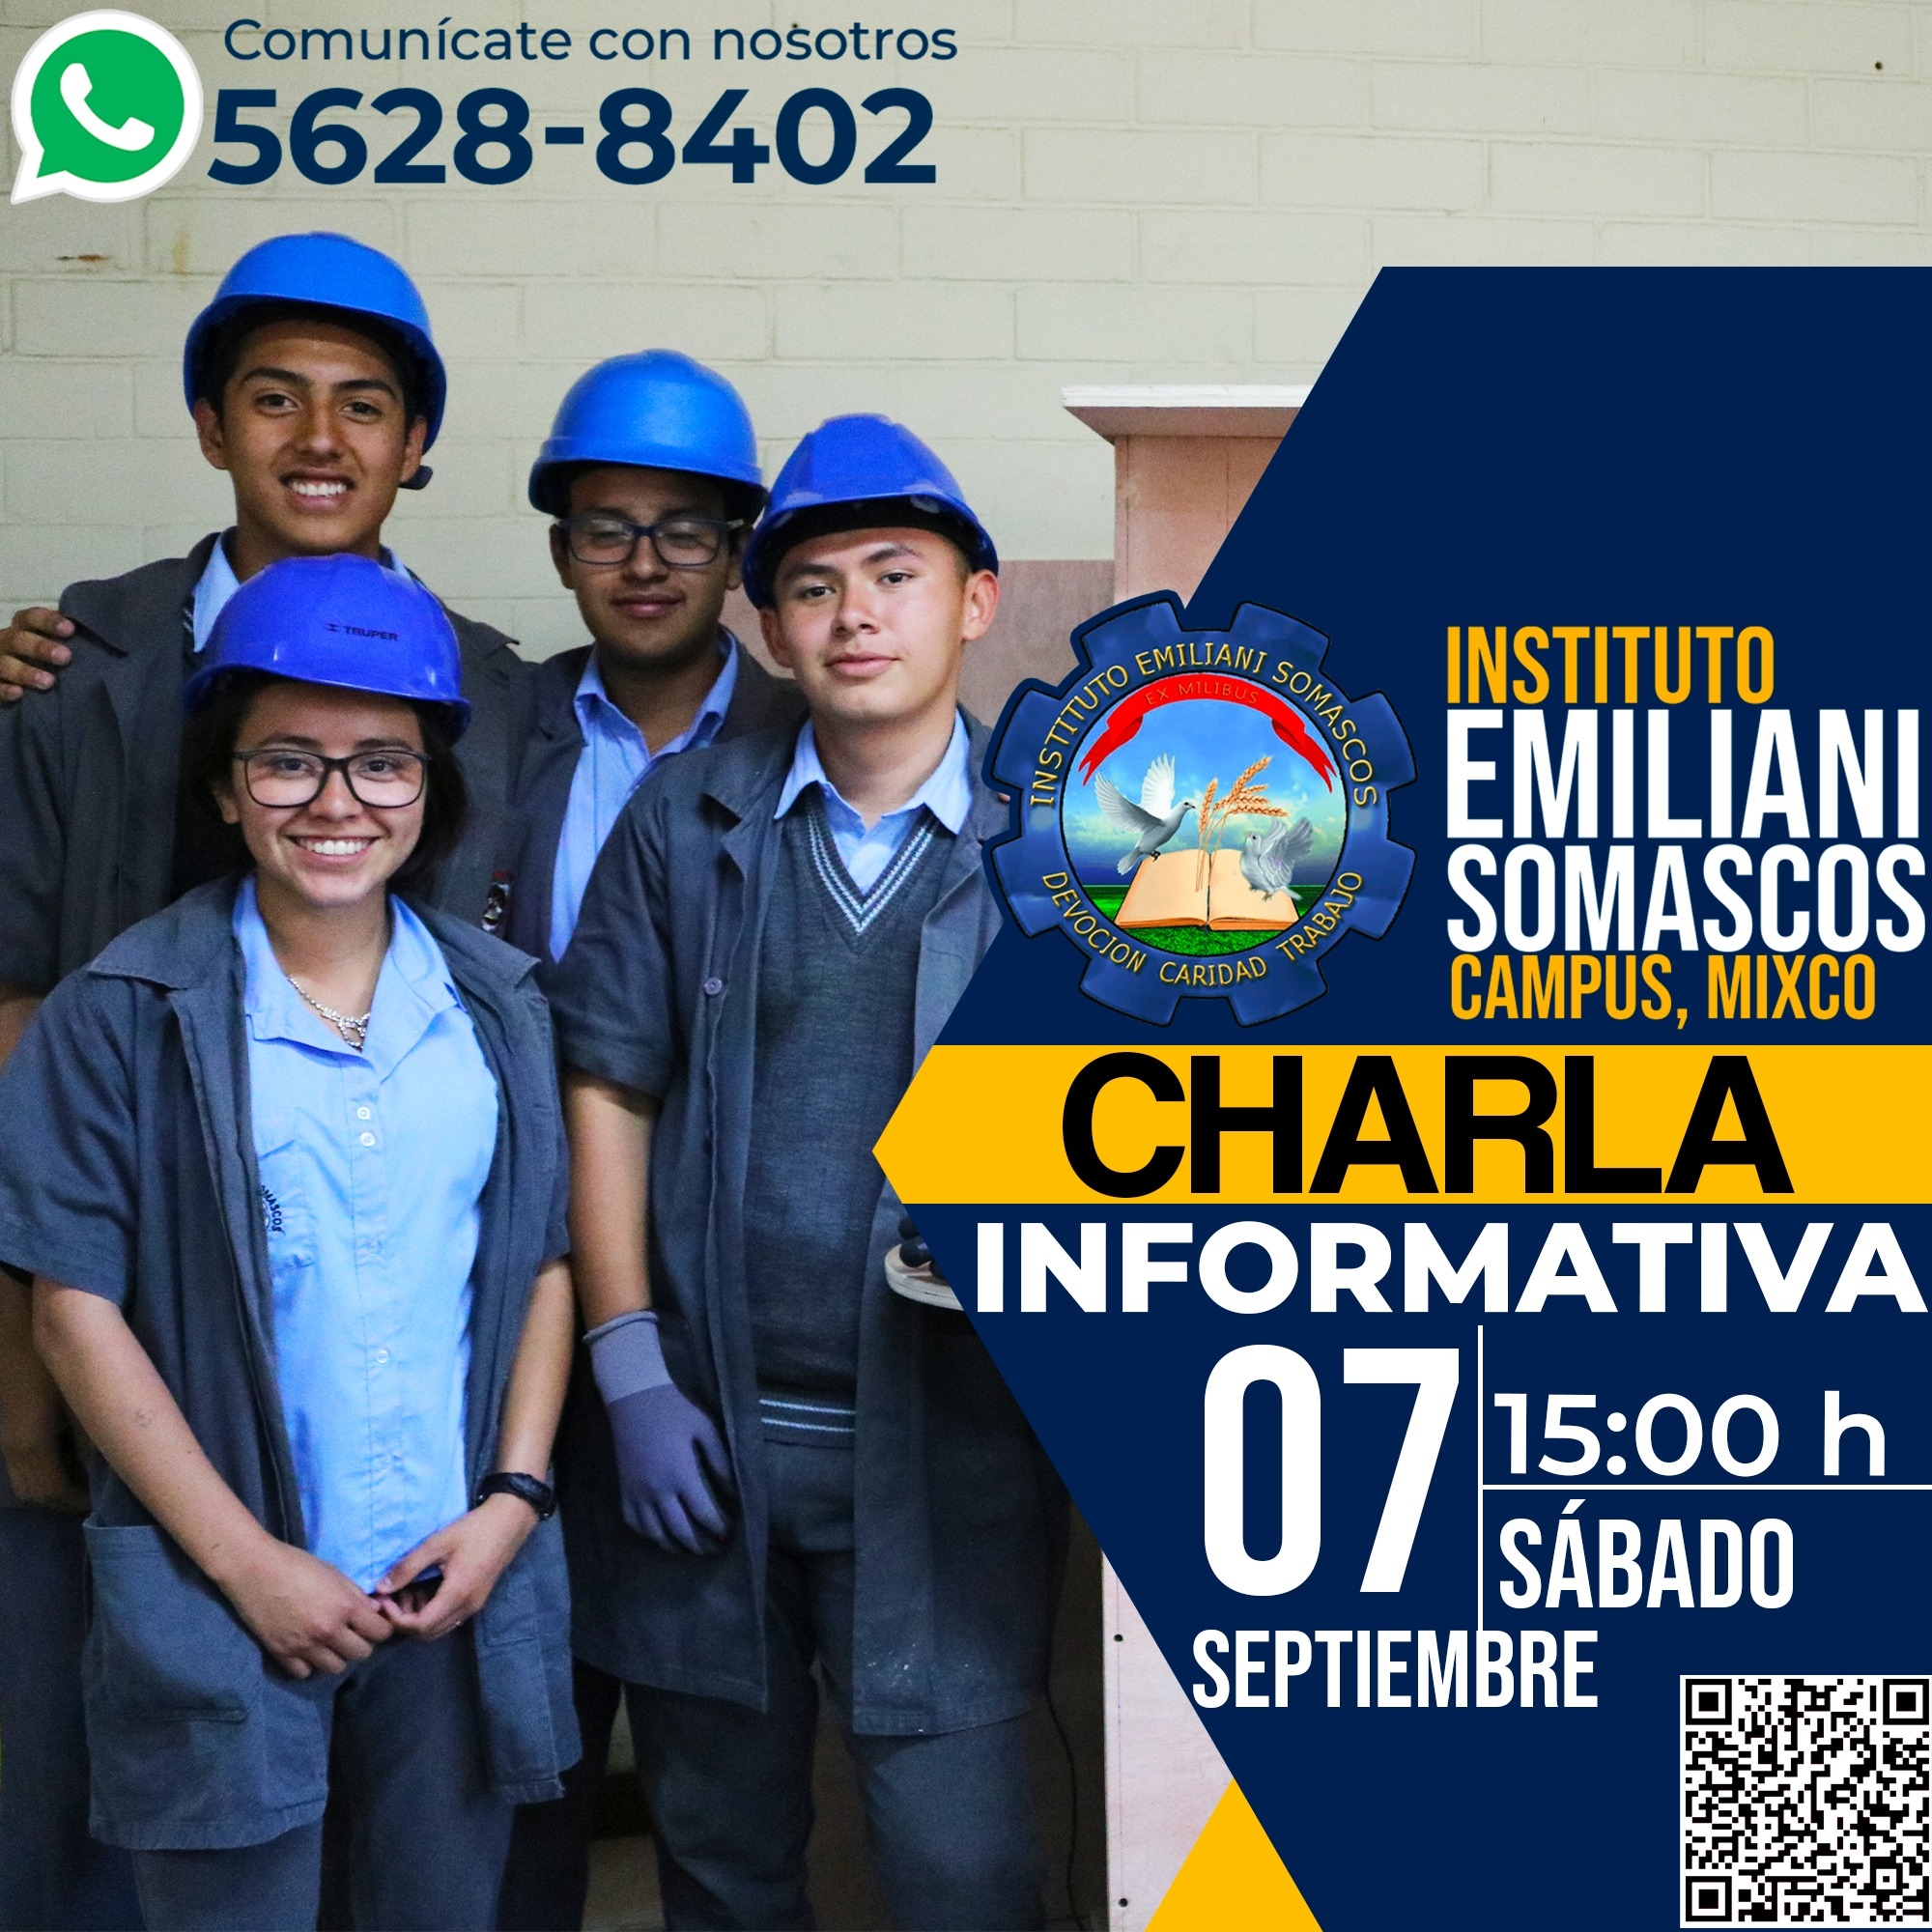 Comunícate con nosotros
5628-8402
TRUPER
INSTITUTO EMILIANI SOMASCOS
EX MILIBUS
DEVOCION CARIDAD TRABAJO
INSTITUTO
EMILIANI
SOMASCOS
CAMPUS, MIXCO
CHARLA
INFORMATIVA
07
15:00 h
SÁBADO
SEPTIEMBRE